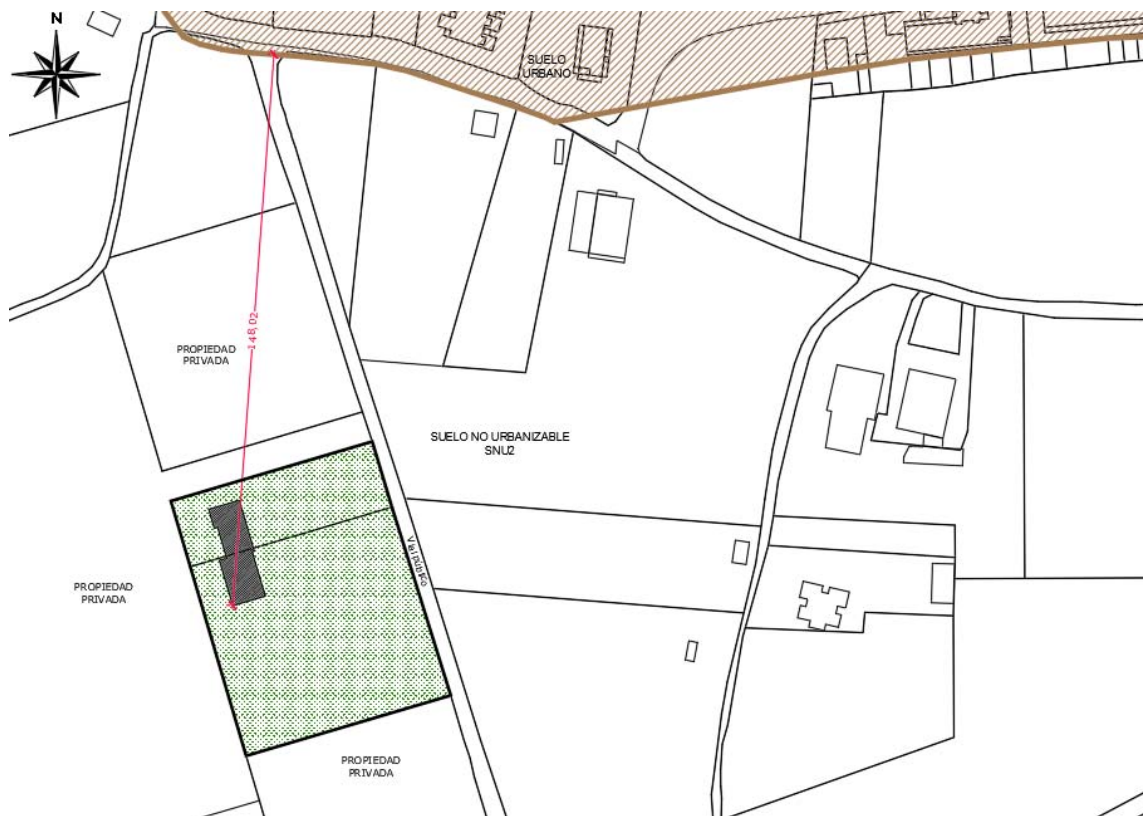 N
SUELO
URBANO
148,02
PROPIEDAD
PRIVADA
SUELO NO URBANIZABLE
SNU2
Vial público
PROPIEDAD
PRIVADA
PROPIEDAD
PRIVADA